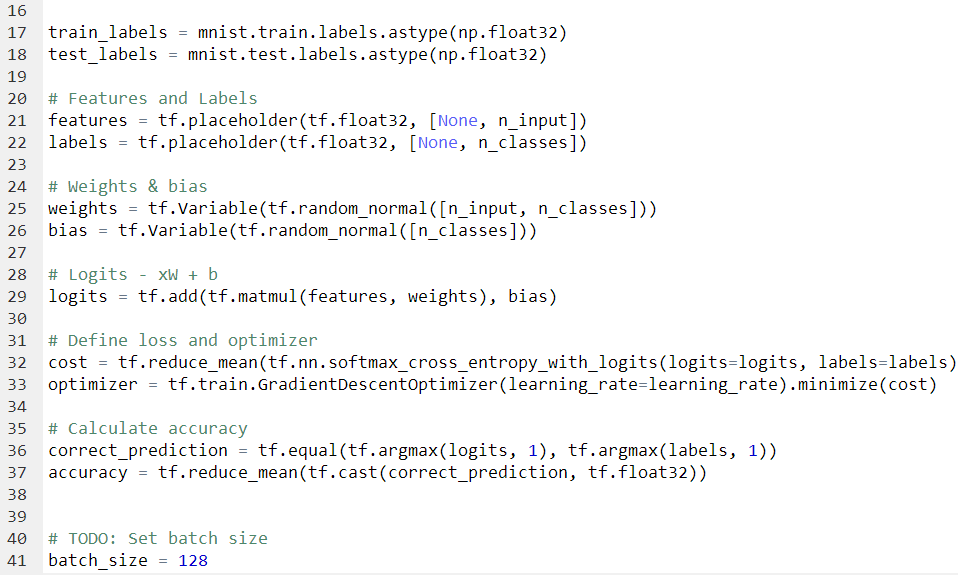 16
17 train_labels = mnist.train.labels.astype(np.float32)
18 test_labels = mnist.test.labels.astype(np.float32)
19
20 # Features and Labels
21 features = tf.placeholder(tf.float32, [None, n_input])
22 labels = tf.placeholder(tf.float32, [None, n_classes])
23
24 # Weights & bias
25 weights = tf.Variable(tf.random_normal([n_input, n_classes]))
26 bias = tf.Variable(tf.random_normal([n_classes]))
27
28 # Logits - xW + b
29 logits = tf.add(tf.matmul(features, weights), bias)
30
31 # Define loss and optimizer
32 cost = tf.reduce_mean(tf.nn.softmax_cross_entropy_with_logits(logits=logits, labels=labels)
33 optimizer = tf.train.GradientDescentOptimizer(learning_rate=learning_rate).minimize(cost)
34
35 # Calculate accuracy
36 correct_prediction = tf.equal(tf.argmax(logits, 1), tf.argmax(labels, 1))
37 accuracy = tf.reduce_mean(tf.cast(correct_prediction, tf.float32))
38
39
40 # TODO: Set batch size
41 batch_size = 128